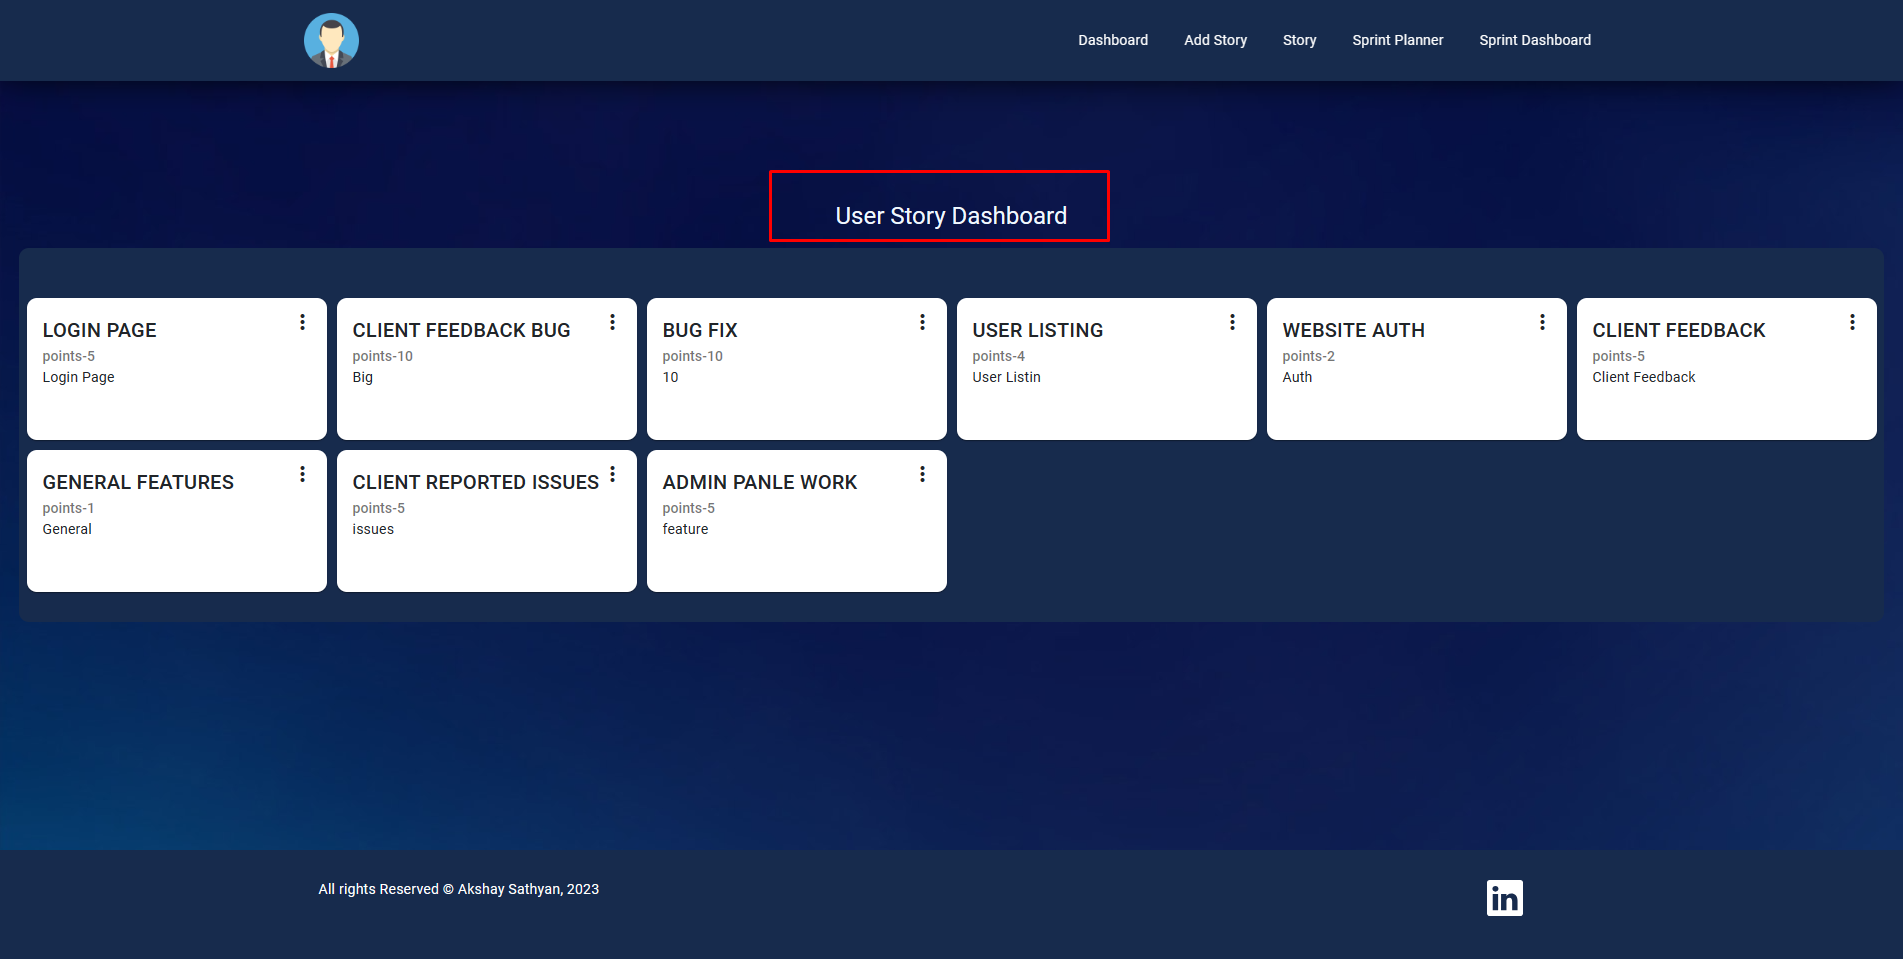 Dashboard Add Story Story Sprint Planner Sprint Dashboard
User Story Dashboard
LOGIN PAGE
points-5
Login Page
CLIENT FEEDBACK BUG
points-10
Big
BUG FIX
points-10
10
USER LISTING
points-4
User Listin
WEBSITE AUTH
points-2
Auth
CLIENT FEEDBACK
points-5
Client Feedback
GENERAL FEATURES
points-1
General
CLIENT REPORTED ISSUES
points-5
issues
ADMIN PANLE WORK
points-5
feature
All rights Reserved © Akshay Sathyan, 2023
in